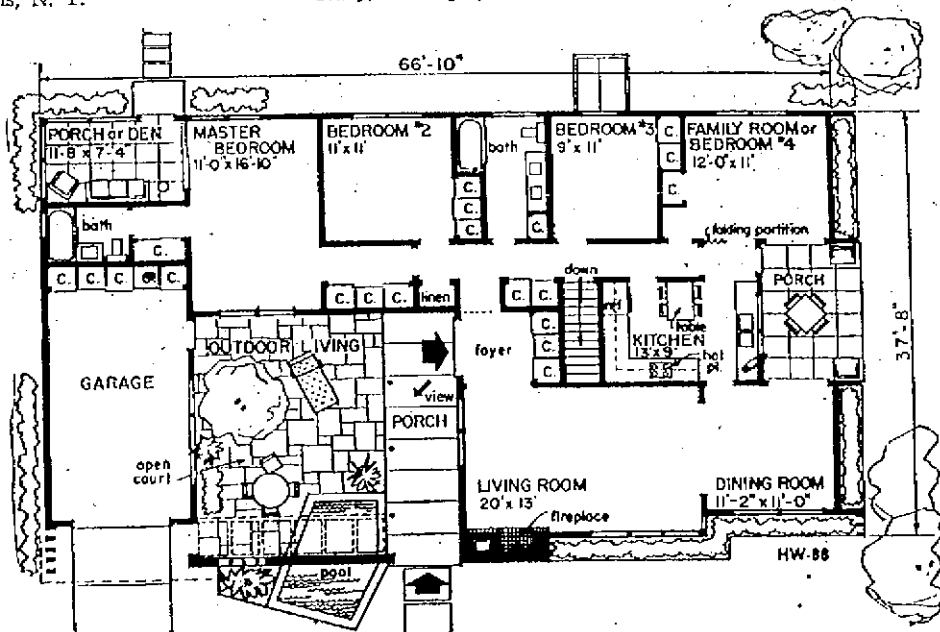 N. Y.
66'-10"
PORCH or DEN
11-8 x 7'-4"
MASTER
BEDROOM
11'-0" x 16'-10"
BEDROOM #2
11' x 11'
bath
BEDROOM #3
9' x 11'
C.
C.
C.
FAMILY ROOM or
BEDROOM #4
12'-0" x 11'
C.
C.
C.
C.
bath
C.
folding partition
C.
C.
C.
C.
C.
C.
C.
linen
C.
C.
down
ref
table
PORCH
37'-8"
OUTDOOR LIVING
foyer
C.
C.
C.
KITCHEN
13' x 9'
hot
pl.
GARAGE
view
PORCH
open
court
LIVING ROOM
20' x 13'
DINING ROOM
11'-2" x 11'-0"
fireplace
HW-88
pool